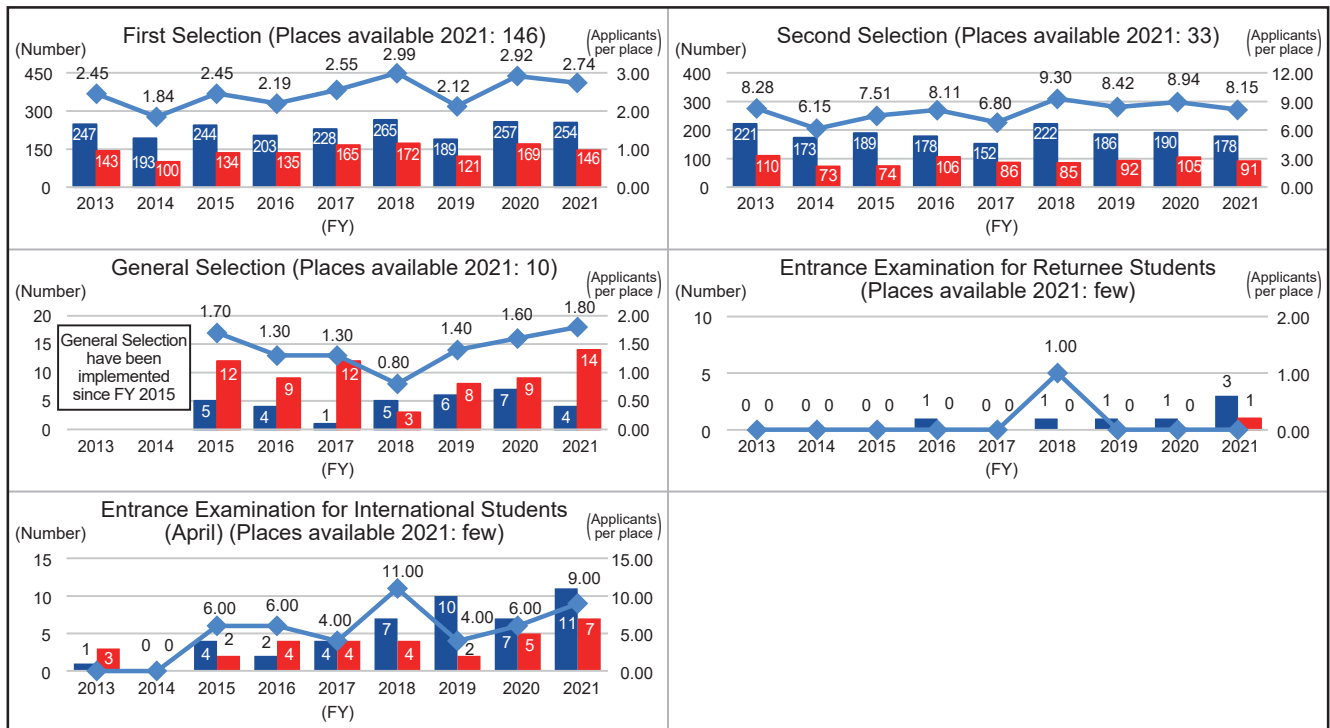 First Selection (Places available 2021: 146)
(Number)
(Applicants per place)
2.45 1.84 2.45 2.19 2.55 2.99 2.12 2.92 2.74
450 3.00
300 2.00
150 1.00
0 0.00
247 193 244 203 228 265 189 257 254
143 100 134 135 165 172 121 169 146
2013 2014 2015 2016 2017 2018 2019 2020 2021
(FY)
Second Selection (Places available 2021: 33)
(Number)
(Applicants per place)
8.28 6.15 7.51 8.11 6.80 9.30 8.42 8.94 8.15
400 12.00
300 9.00
200 6.00
100 3.00
0 0.00
221 173 189 178 152 222 186 190 178
110 73 74 106 86 85 92 105 91
2013 2014 2015 2016 2017 2018 2019 2020 2021
(FY)
General Selection (Places available 2021: 10)
(Number)
(Applicants per place)
General Selection
have been
implemented
since FY 2015
1.70 1.30 1.30 0.80 1.40 1.60 1.80
20 2.00
15 1.50
10 1.00
5 0.50
0 0.00
5 4 1 5 6 7 4
12 9 12 3 8 9 14
2013 2014 2015 2016 2017 2018 2019 2020 2021
(FY)
Entrance Examination for Returnee Students
(Places available 2021: few)
(Number)
(Applicants per place)
10 2.00
5 1.00
0 0.00
1.00
0 0 0 0 0 0 1 0 0 0 1 0 1 0 1 0 3 1
2013 2014 2015 2016 2017 2018 2019 2020 2021
(FY)
Entrance Examination for International Students
(April) (Places available 2021: few)
(Number)
(Applicants per place)
15 15.00
10 10.00
5 5.00
0 0.00
6.00 6.00 4.00 11.00 4.00 6.00 9.00
1 3 0 0 4 2 2 4 4 4 7 4 10 2 7 5 11 7
2013 2014 2015 2016 2017 2018 2019 2020 2021
(FY)